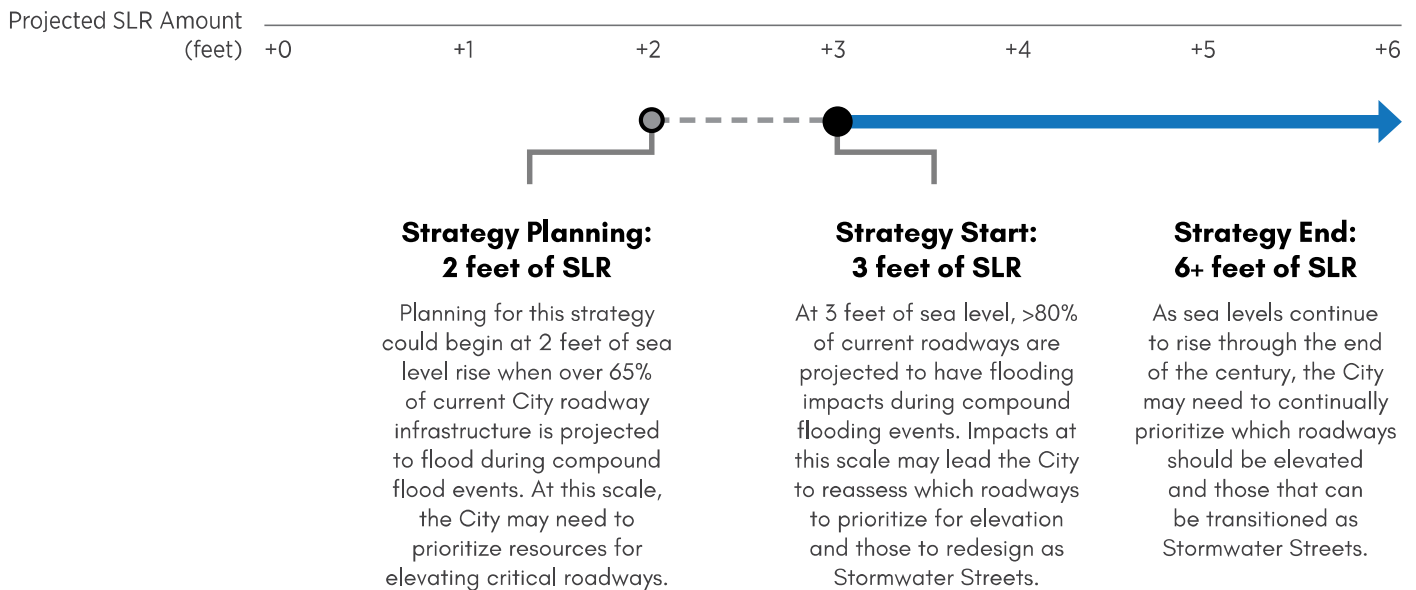 Projected SLR Amount
(feet) +0 +1 +2 +3 +4 +5 +6
Strategy Planning:
2 feet of SLR
Planning for this strategy
could begin at 2 feet of sea
level rise when over 65%
of current City roadway
infrastructure is projected
to flood during compound
flood events. At this scale,
the City may need to
prioritize resources for
elevating critical roadways.
Strategy Start:
3 feet of SLR
At 3 feet of sea level, >80%
of current roadways are
projected to have flooding
impacts during compound
flooding events. Impacts at
this scale may lead the City
to reassess which roadways
to prioritize for elevation
and those to redesign as
Stormwater Streets.
Strategy End:
6+ feet of SLR
As sea levels continue
to rise through the end
of the century, the City
may need to continually
prioritize which roadways
should be elevated
and those that can
be transitioned as
Stormwater Streets.